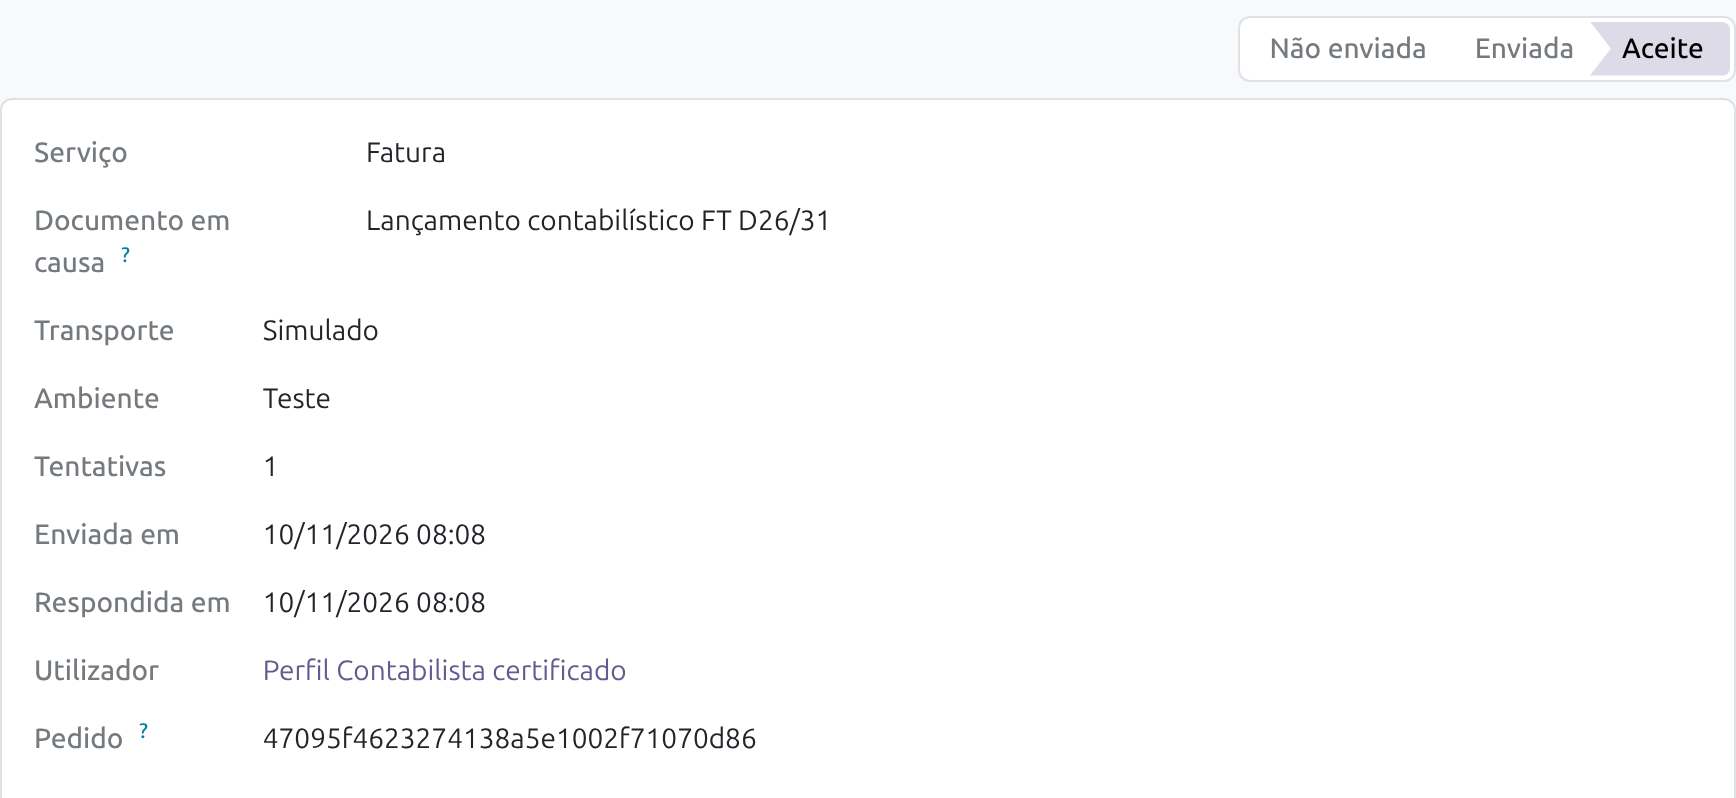 Não enviada Enviada Aceite
Serviço Fatura
Documento em causa ? Lançamento contabilístico FT D26/31
Transporte Simulado
Ambiente Teste
Tentativas 1
Enviada em 10/11/2026 08:08
Respondida em 10/11/2026 08:08
Utilizador Perfil Contabilista certificado
Pedido ? 47095f4623274138a5e1002f71070d86